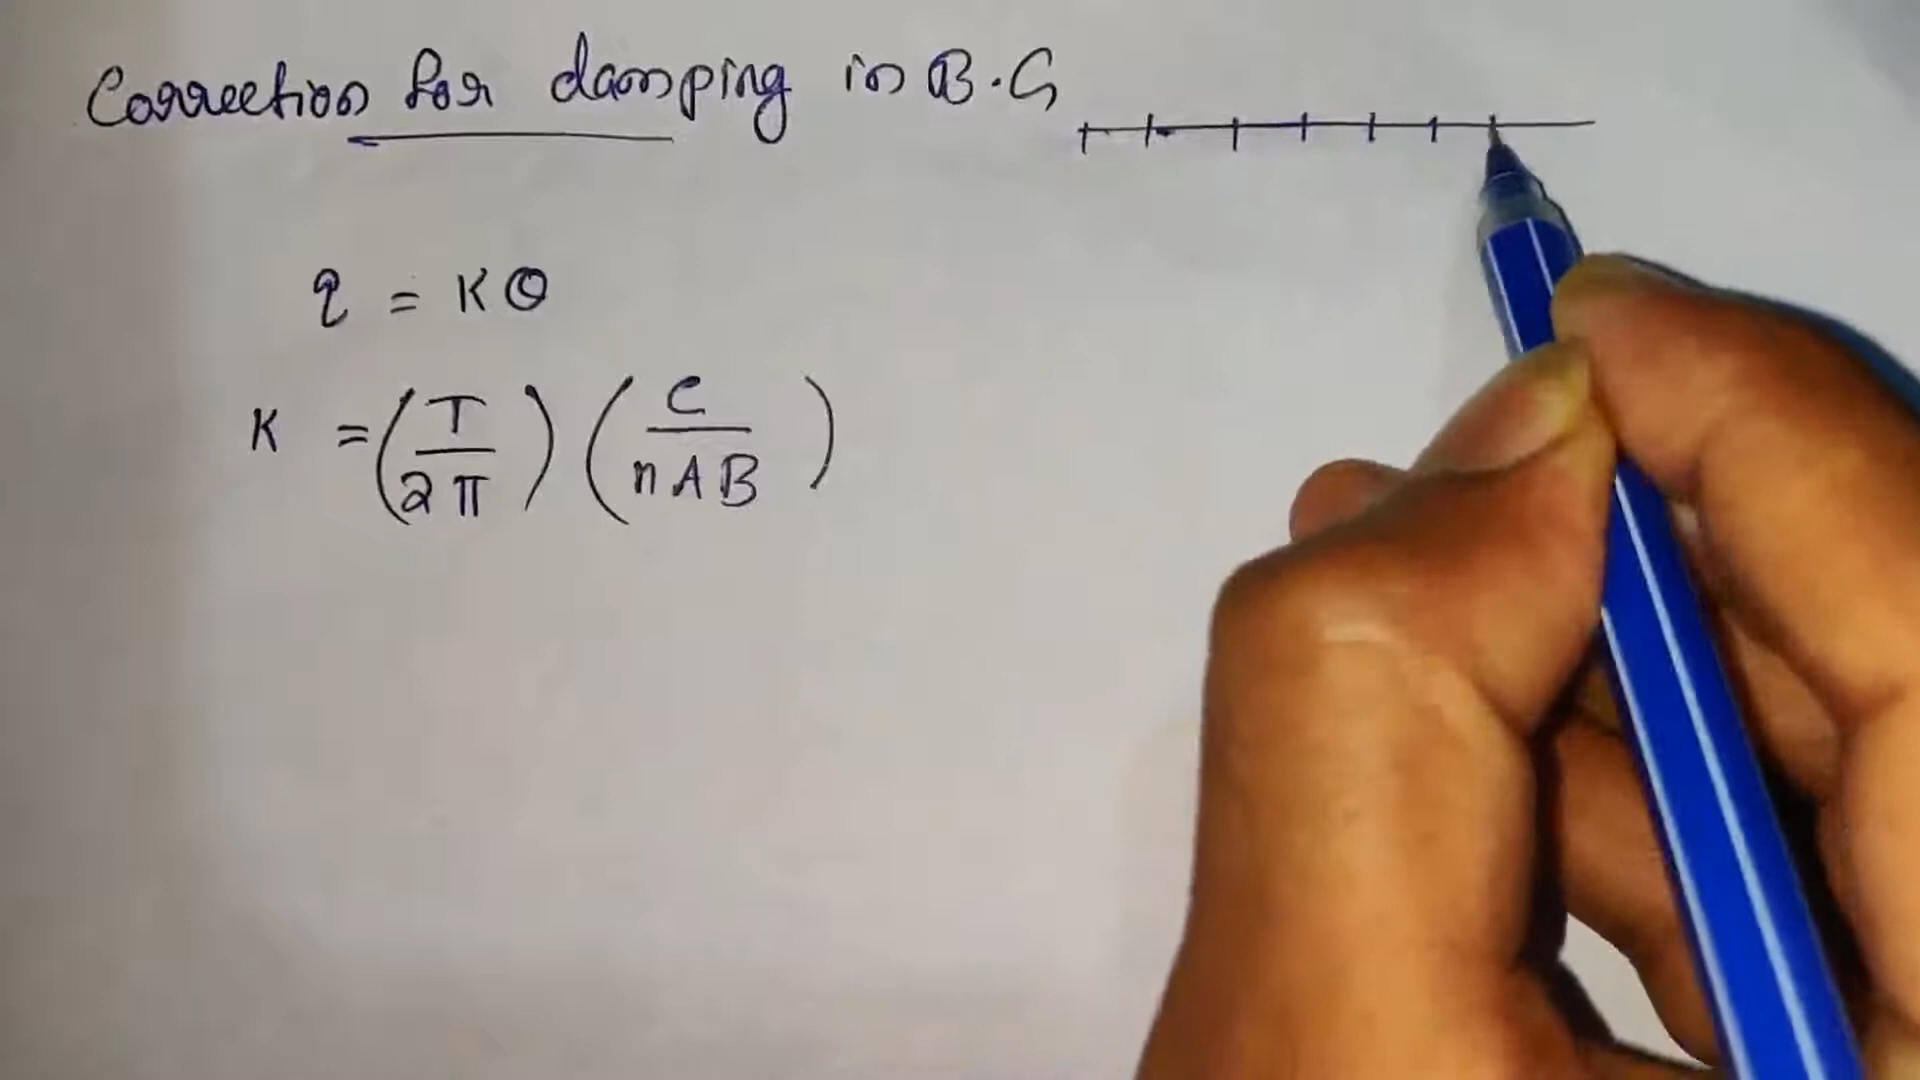 Correction for damping in B.G
q = Kθ
K = (T/2π) (C/nAB)